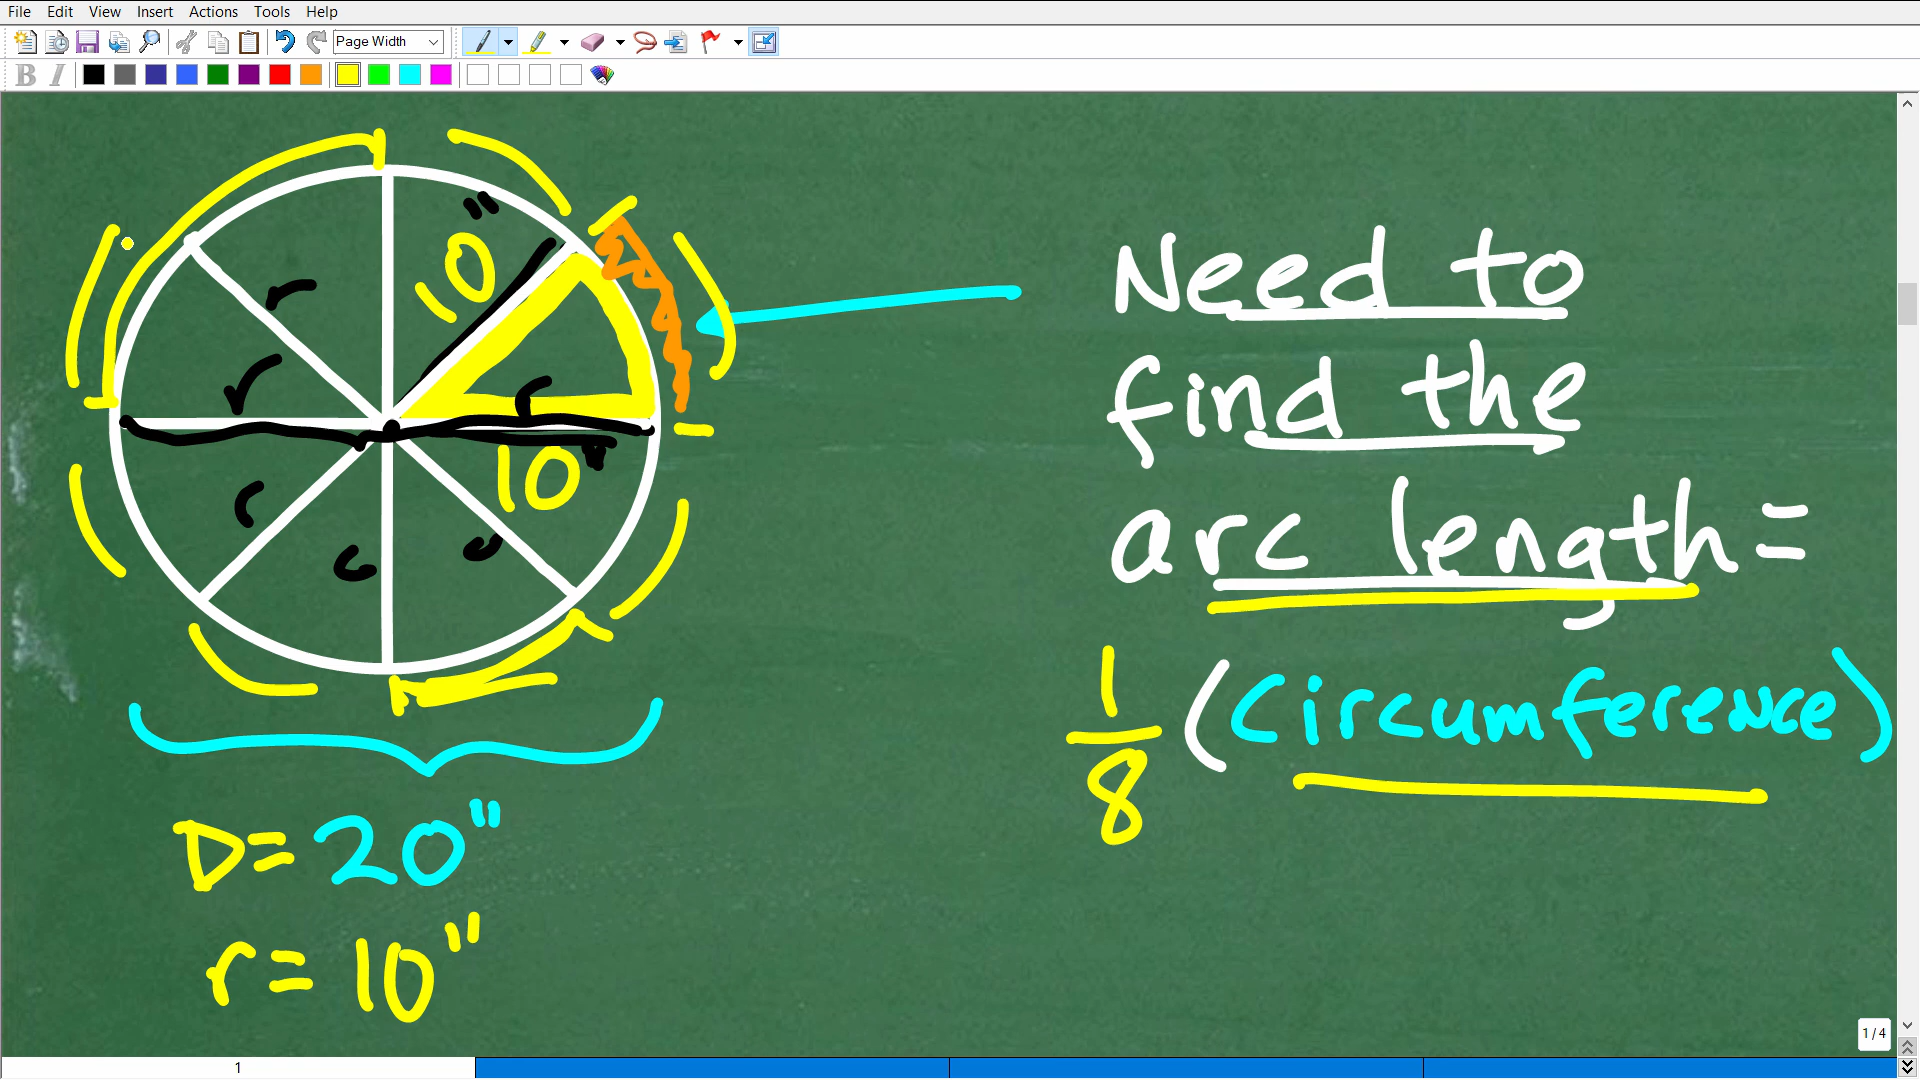 File Edit View Insert Actions Tools Help
Page Width
B I
10"
r
r
r
10"
r
Need to
find the
arc length =
1/8 (Circumference)
D = 20"
r = 10"
1 / 4
1